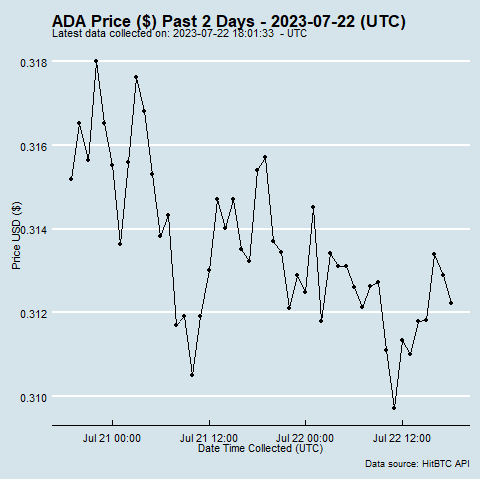 ADA Price ($) Past 2 Days - 2023-07-22 (UTC)
Latest data collected on: 2023-07-22 18:01:33 - UTC
0.318
0.316
0.314
0.312
0.310
Price USD ($)
Jul 21 00:00
Jul 21 12:00
Jul 22 00:00
Jul 22 12:00
Date Time Collected (UTC)
Data source: HitBTC API